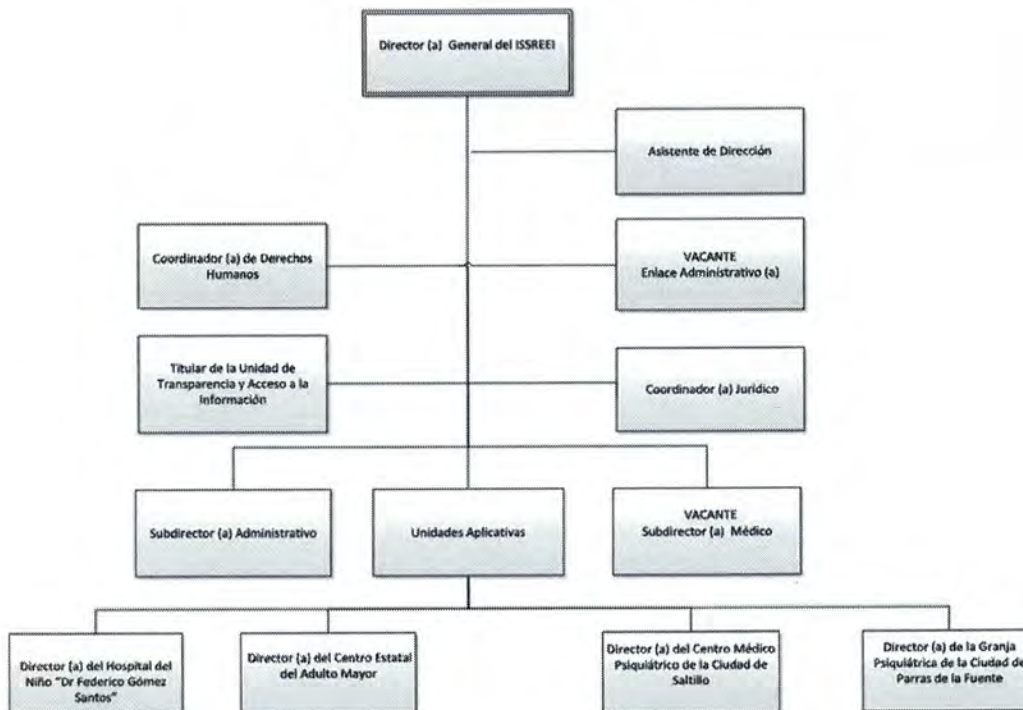 Director (a) General del ISSREEI
Asistente de Dirección
Coordinador (a) de Derechos
Humanos
VACANTE
Enlace Administrativo (a)
Titular de la Unidad de
Transparencia y Acceso a la
Información
Coordinador (a) Jurídico
Subdirector (a) Administrativo
Unidades Aplicativas
VACANTE
Subdirector (a) Médico
Director (a) del Hospital del
Niño "Dr Federico Gómez
Santos"
Director (a) del Centro Estatal
del Adulto Mayor
Director (a) del Centro Médico
Psiquiátrico de la Ciudad de
Saltillo
Director (a) de la Granja
Psiquiátrica de la Ciudad de
Parras de la Fuente